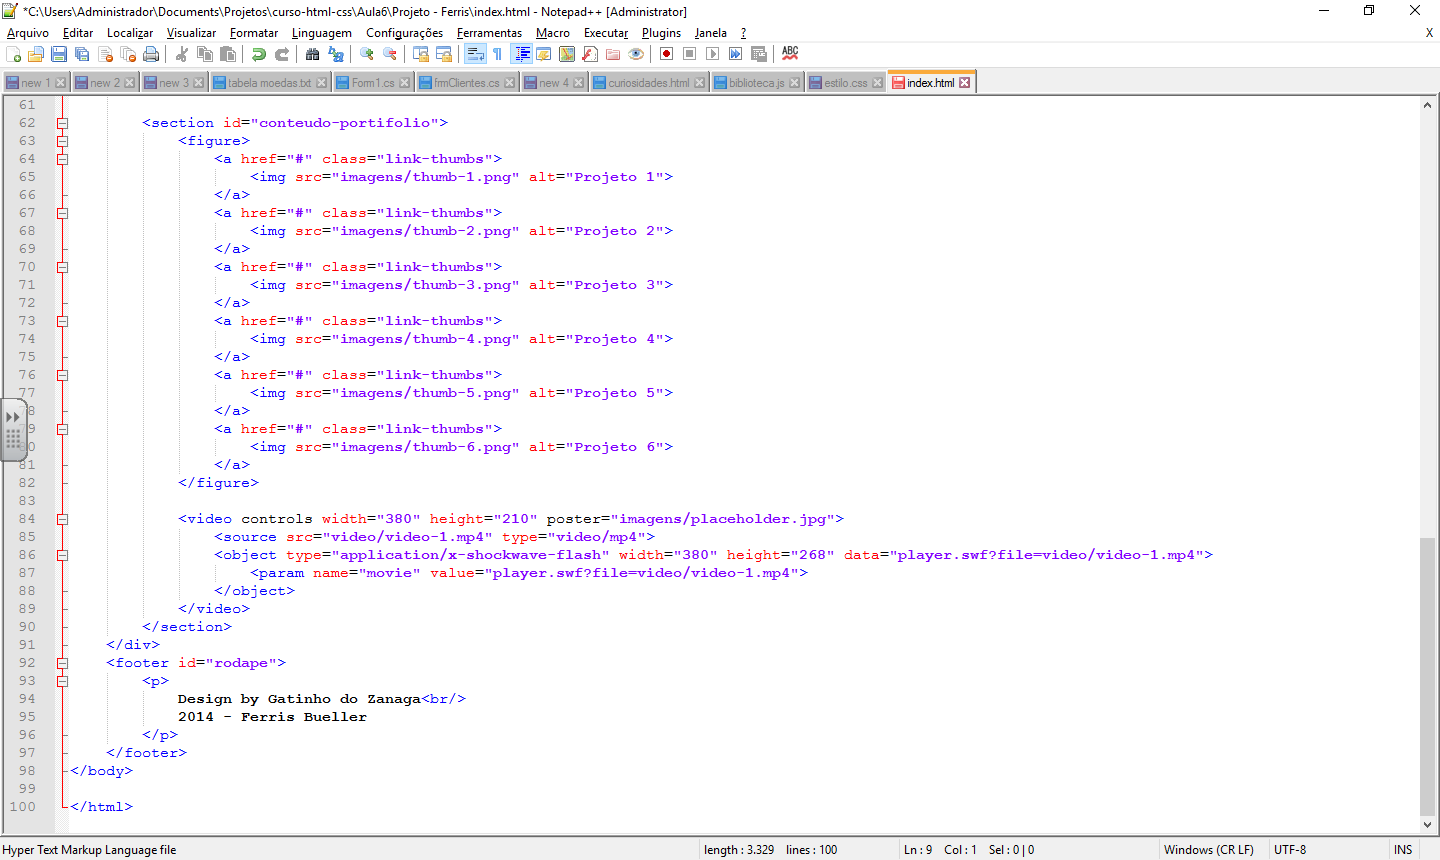 *C:\Users\Administrador\Documents\Projetos\curso-html-css\Aula6\Projeto - Ferris\index.html - Notepad++ [Administrator]
Arquivo Editar Localizar Visualizar Formatar Linguagem Configurações Ferramentas Macro Executar Plugins Janela ? X
ABC
new 1 new 2 new 3 tabela moedas.txt Form1.cs frmClientes.cs new 4 curiosidades.html biblioteca.js estilo.css index.html
61
62 <section id="conteudo-portifolio">
63 <figure>
64 <a href="#" class="link-thumbs">
65 <img src="imagens/thumb-1.png" alt="Projeto 1">
66 </a>
67 <a href="#" class="link-thumbs">
68 <img src="imagens/thumb-2.png" alt="Projeto 2">
69 </a>
70 <a href="#" class="link-thumbs">
71 <img src="imagens/thumb-3.png" alt="Projeto 3">
72 </a>
73 <a href="#" class="link-thumbs">
74 <img src="imagens/thumb-4.png" alt="Projeto 4">
75 </a>
76 <a href="#" class="link-thumbs">
77 <img src="imagens/thumb-5.png" alt="Projeto 5">
78 </a>
79 <a href="#" class="link-thumbs">
80 <img src="imagens/thumb-6.png" alt="Projeto 6">
81 </a>
82 </figure>
83
84 <video controls width="380" height="210" poster="imagens/placeholder.jpg">
85 <source src="video/video-1.mp4" type="video/mp4">
86 <object type="application/x-shockwave-flash" width="380" height="268" data="player.swf?file=video/video-1.mp4">
87 <param name="movie" value="player.swf?file=video/video-1.mp4">
88 </object>
89 </video>
90 </section>
91 </div>
92 <footer id="rodape">
93 <p>
94 Design by Gatinho do Zanaga<br/>
95 2014 - Ferris Bueller
96 </p>
97 </footer>
98 </body>
99
100 </html>
Hyper Text Markup Language file length : 3.329 lines : 100 Ln : 9 Col : 1 Sel : 0 | 0 Windows (CR LF) UTF-8 INS